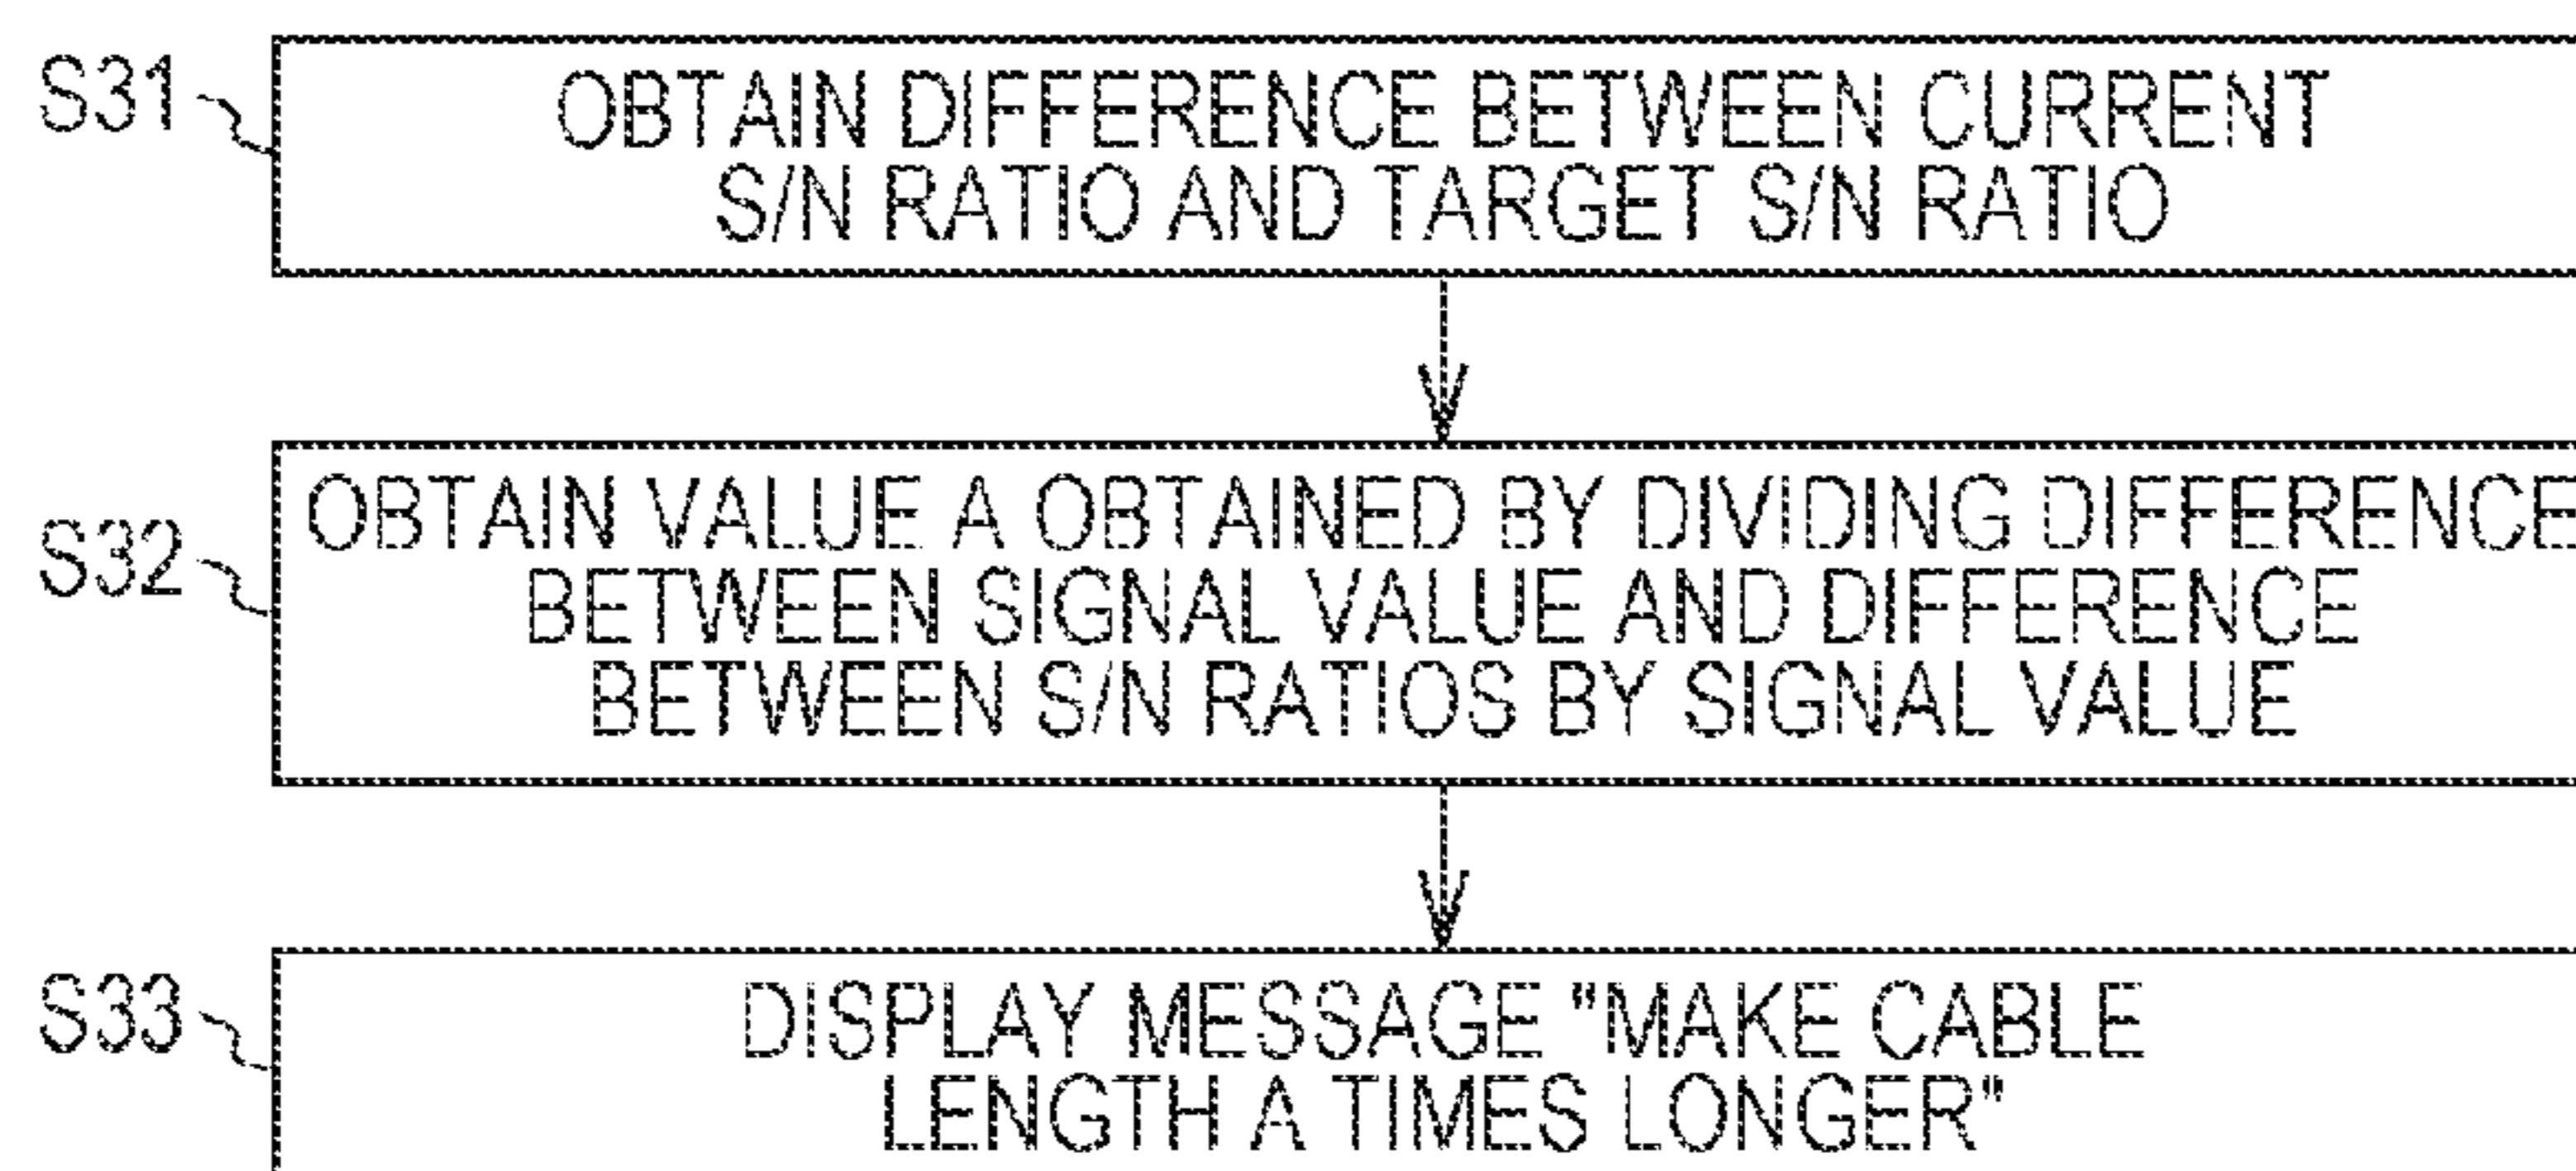 S31
OBTAIN DIFFERENCE BETWEEN CURRENT
S/N RATIO AND TARGET S/N RATIO
S32
OBTAIN VALUE A OBTAINED BY DIVIDING DIFFERENCE
BETWEEN SIGNAL VALUE AND DIFFERENCE
BETWEEN S/N RATIOS BY SIGNAL VALUE
S33
DISPLAY MESSAGE "MAKE CABLE
LENGTH A TIMES LONGER"